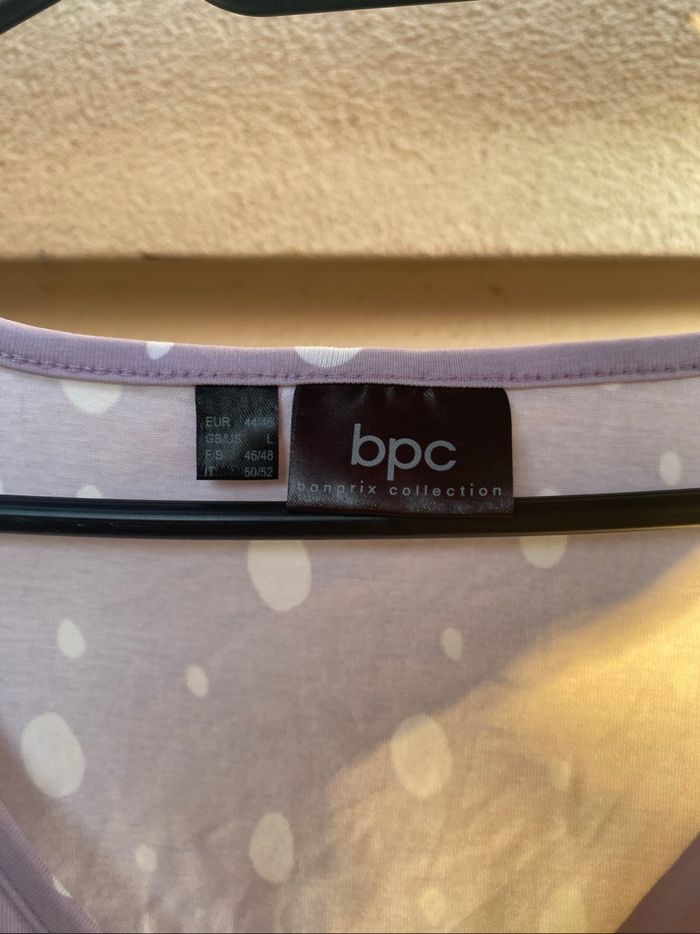 EUR 44/46
GB/US L
F/B 46/48
IT 50/52
bpc
bonprix collection